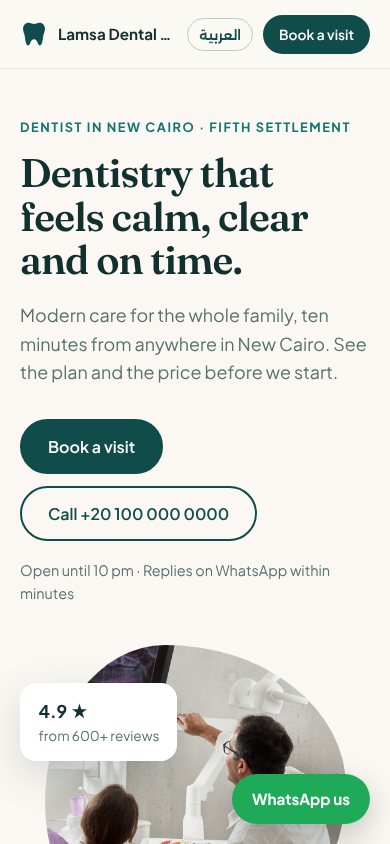 Lamsa Dental ...
العربية
Book a visit
DENTIST IN NEW CAIRO · FIFTH SETTLEMENT
Dentistry that
feels calm, clear
and on time.
Modern care for the whole family, ten
minutes from anywhere in New Cairo. See
the plan and the price before we start.
Book a visit
Call +20 100 000 0000
Open until 10 pm · Replies on WhatsApp within
minutes
4.9 ★
from 600+ reviews
WhatsApp us